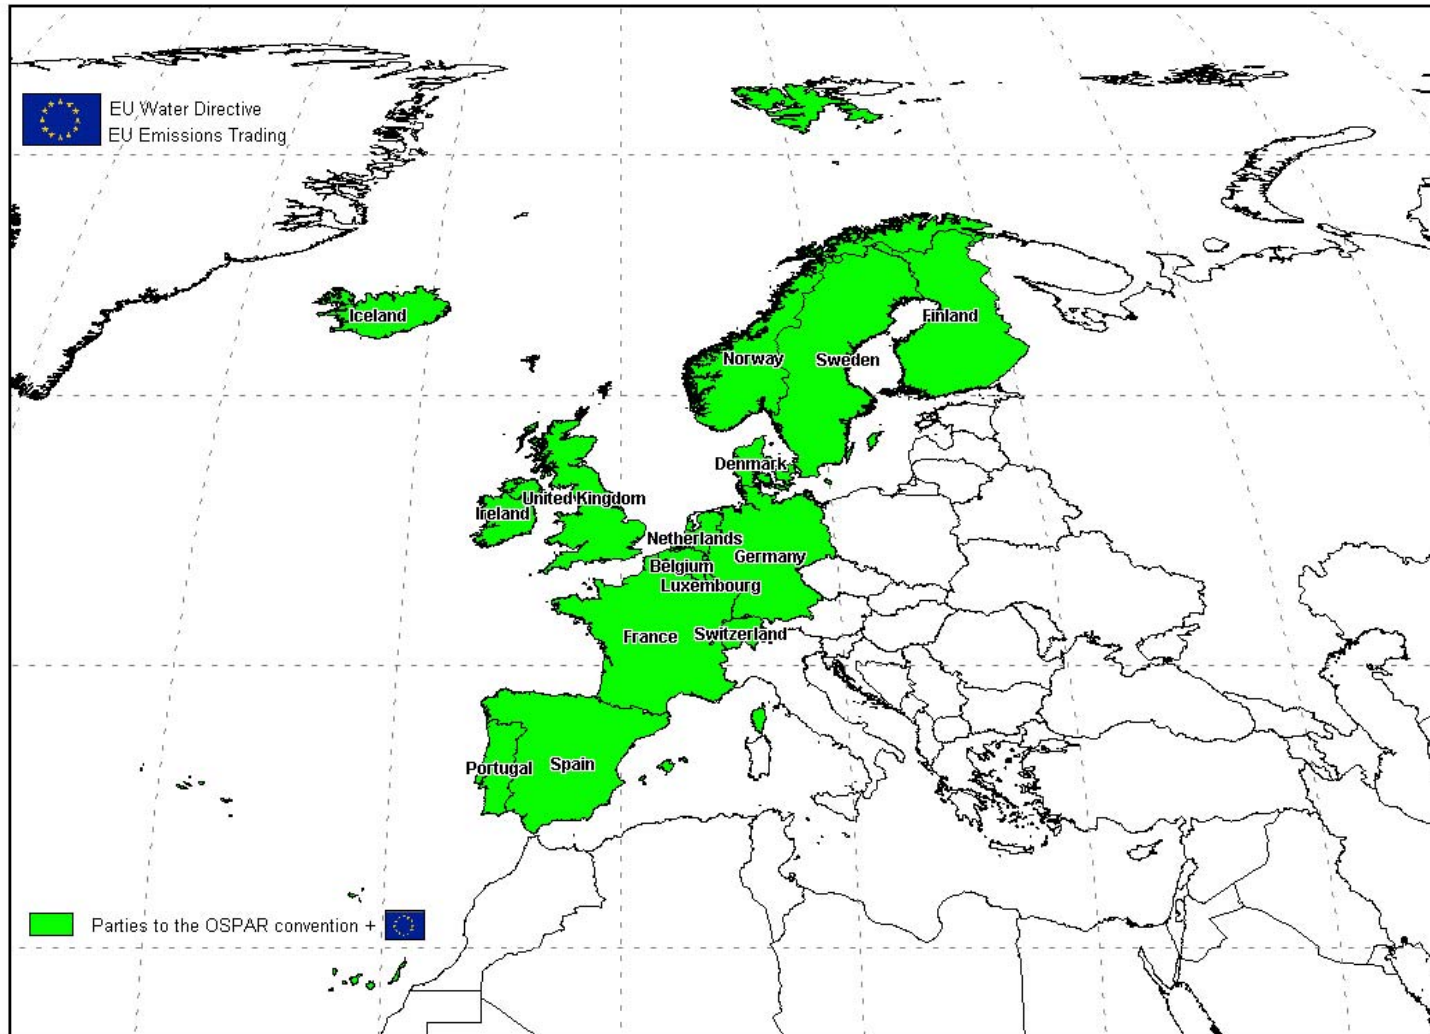 EU Water Directive
EU Emissions Trading
Iceland
Finland
Norway
Sweden
Denmark
United Kingdom
Ireland
Netherlands
Germany
Belgium
Luxembourg
France
Switzerland
Portugal
Spain
Parties to the OSPAR convention +